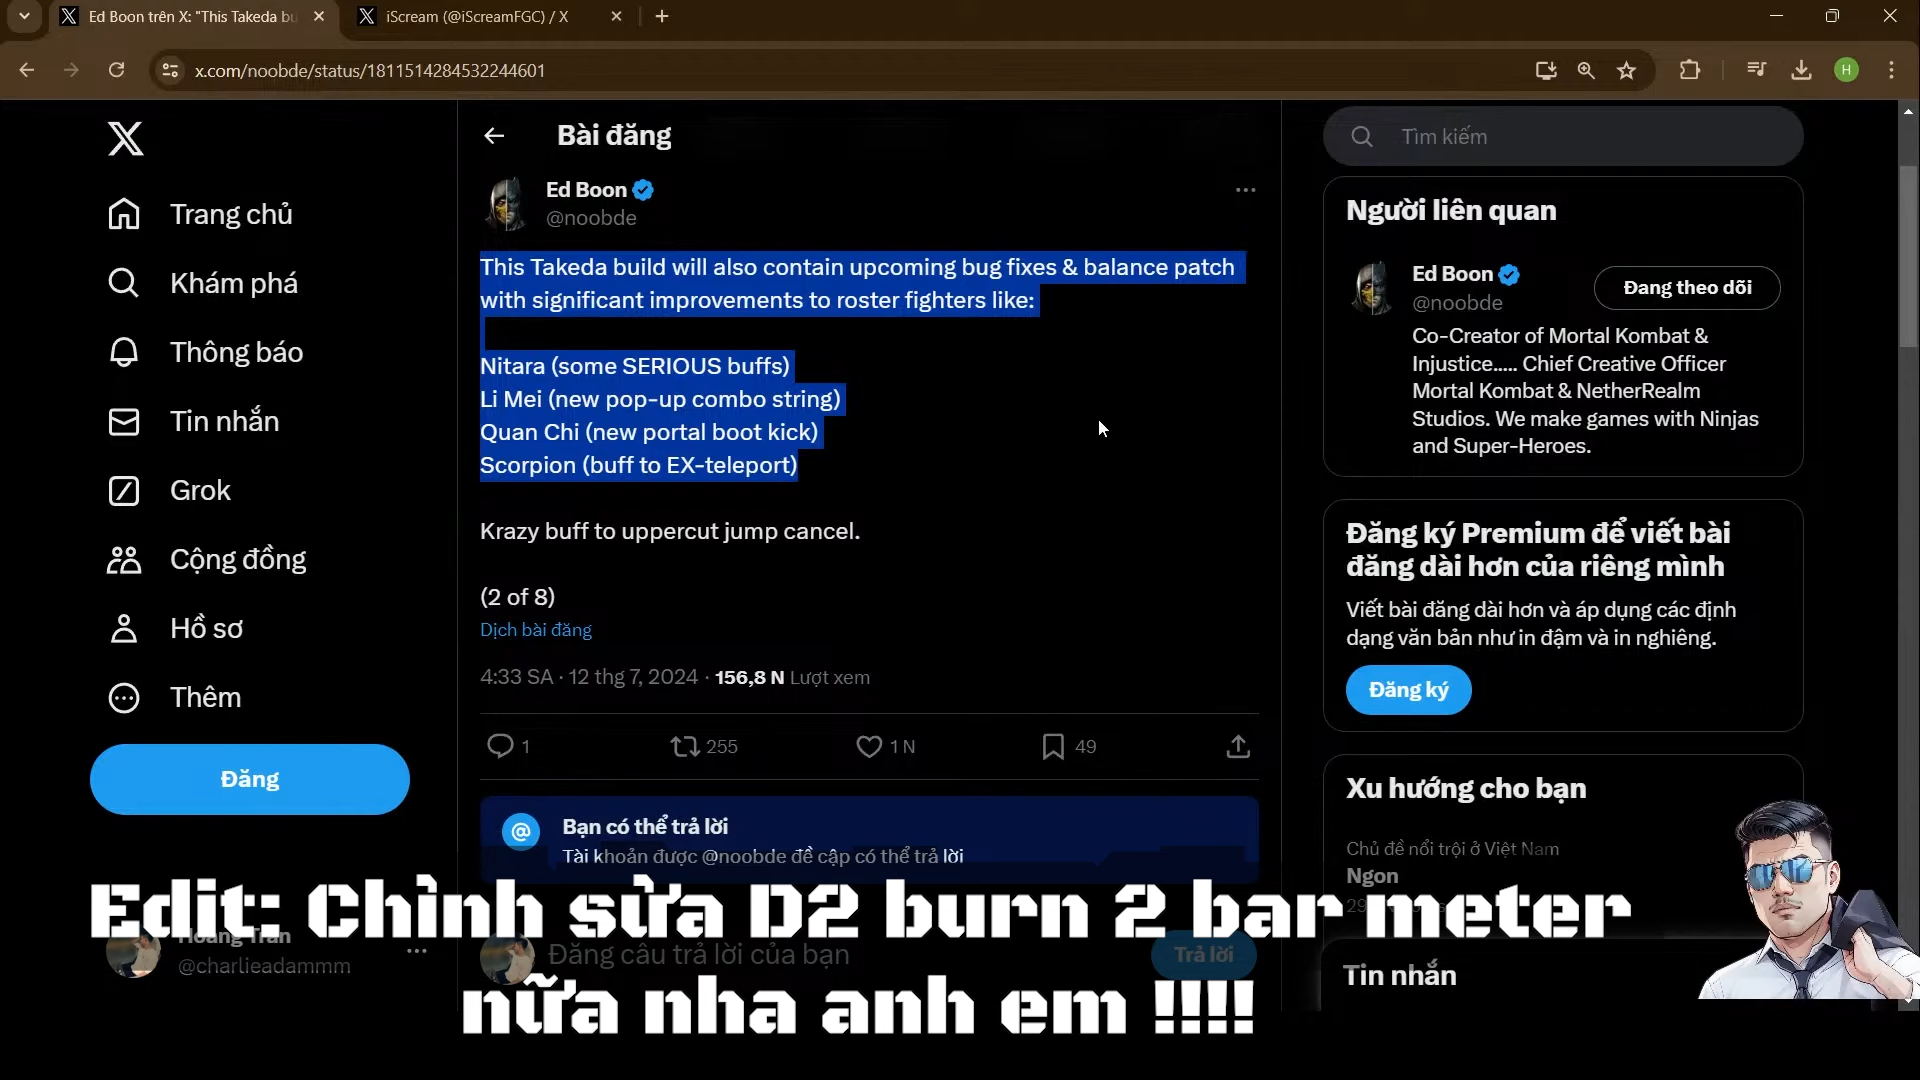 Ed Boon trên X: "This Takeda bu
iScream (@iScreamFGC) / X
x.com/noobde/status/1811514284532244601
H
Trang chủ
Khám phá
Thông báo
Tin nhắn
Grok
Cộng đồng
Hồ sơ
Thêm
Đăng
Hoang Tran
@charlieadammm
Bài đăng
Ed Boon
@noobde
This Takeda build will also contain upcoming bug fixes & balance patch
with significant improvements to roster fighters like:
Nitara (some SERIOUS buffs)
Li Mei (new pop-up combo string)
Quan Chi (new portal boot kick)
Scorpion (buff to EX-teleport)
Krazy buff to uppercut jump cancel.
(2 of 8)
Dịch bài đăng
4:33 SA · 12 thg 7, 2024 · 156,8 N Lượt xem
1
255
1 N
49
Bạn có thể trả lời
Tài khoản được @noobde đề cập có thể trả lời
Đăng câu trả lời của bạn
Trả lời
Tìm kiếm
Người liên quan
Ed Boon
@noobde
Đang theo dõi
Co-Creator of Mortal Kombat &
Injustice..... Chief Creative Officer
Mortal Kombat & NetherRealm
Studios. We make games with Ninjas
and Super-Heroes.
Đăng ký Premium để viết bài
đăng dài hơn của riêng mình
Viết bài đăng dài hơn và áp dụng các định
dạng văn bản như in đậm và in nghiêng.
Đăng ký
Xu hướng cho bạn
Chủ đề nổi trội ở Việt Nam
Ngon
Tin nhắn
Edit: Chỉnh sửa D2 burn 2 bar meter
nữa nha anh em !!!!